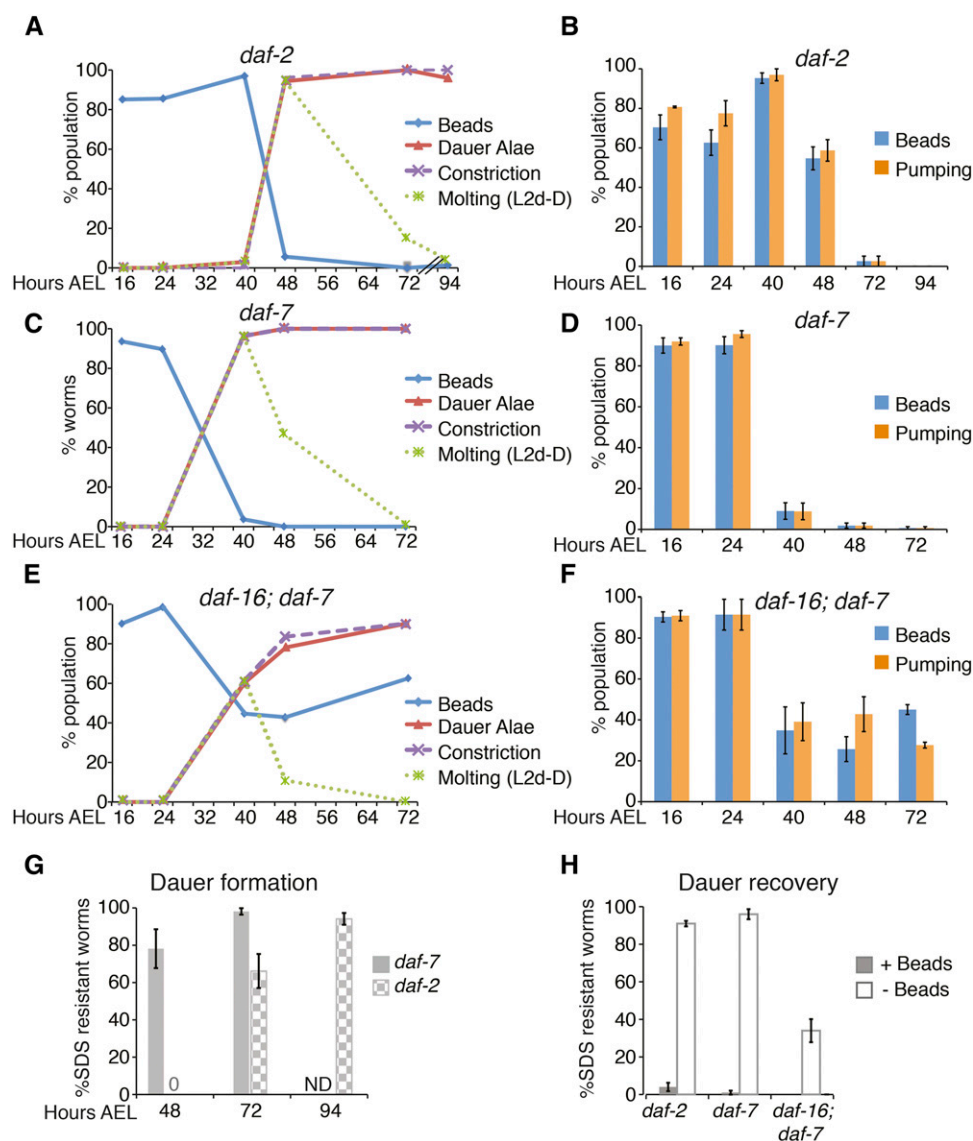 A
daf-2
% population
100
80
60
40
20
0
Beads
Dauer Alae
Constriction
Molting (L2d-D)
Hours AEL 16 24 32 40 48 56 64 72 94
B
daf-2
% population
100
80
60
40
20
0
Beads
Pumping
Hours AEL 16 24 40 48 72 94
C
daf-7
% worms
100
80
60
40
20
0
Beads
Dauer Alae
Constriction
Molting (L2d-D)
Hours AEL 16 24 32 40 48 56 64 72
D
daf-7
% population
100
80
60
40
20
0
Beads
Pumping
Hours AEL 16 24 40 48 72
E
daf-16; daf-7
% population
100
80
60
40
20
0
Beads
Dauer Alae
Constriction
Molting (L2d-D)
Hours AEL 16 24 32 40 48 56 64 72
F
daf-16; daf-7
% population
100
80
60
40
20
0
Beads
Pumping
Hours AEL 16 24 40 48 72
G
Dauer formation
%SDS resistant worms
100
80
60
40
20
0
0
ND
daf-7
daf-2
Hours AEL 48 72 94
H
Dauer recovery
%SDS resistant worms
100
80
60
40
20
0
+ Beads
- Beads
daf-2 daf-7 daf-16;
daf-7